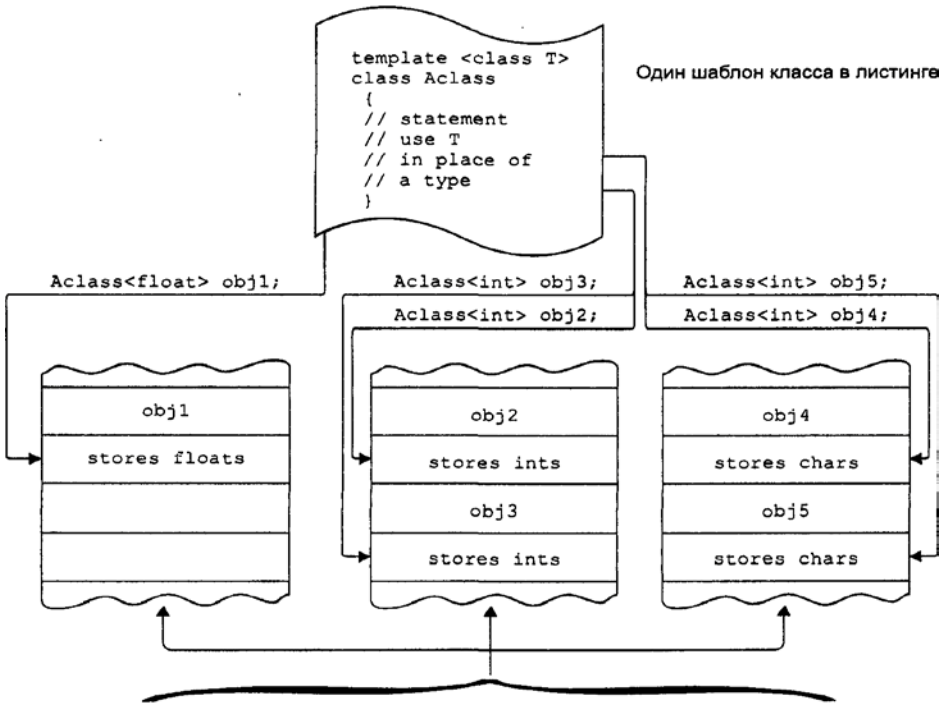 template <class T>
class Aclass
{
// statement
// use T
// in place of
// a type
}
Один шаблон класса в листинге
Aclass<float> obj1;
Aclass<int> obj3;
Aclass<int> obj5;
Aclass<int> obj2;
Aclass<int> obj4;
obj1
obj2
obj4
stores floats
stores ints
stores chars
obj3
obj5
stores ints
stores chars